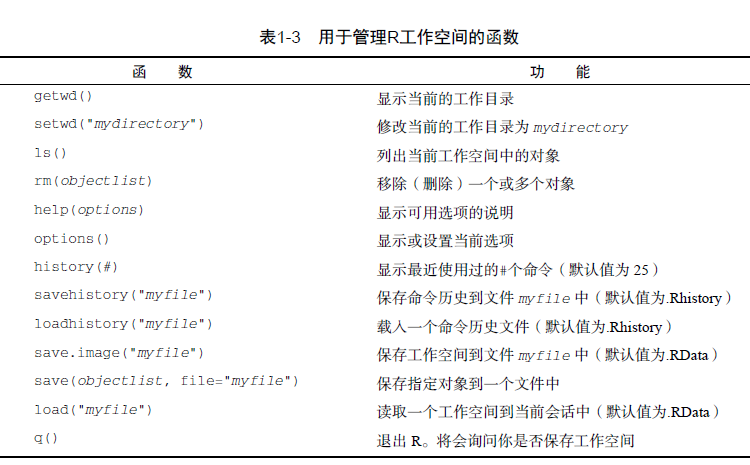 表1-3 用于管理R工作空间的函数
函 数 功 能
getwd() 显示当前的工作目录
setwd("mydirectory") 修改当前的工作目录为 mydirectory
ls() 列出当前工作空间中的对象
rm(objectlist) 移除（删除）一个或多个对象
help(options) 显示可用选项的说明
options() 显示或设置当前选项
history(#) 显示最近使用过的#个命令（默认值为 25）
savehistory("myfile") 保存命令历史到文件 myfile 中（默认值为.Rhistory）
loadhistory("myfile") 载入一个命令历史文件（默认值为.Rhistory）
save.image("myfile") 保存工作空间到文件 myfile 中（默认值为.RData）
save(objectlist, file="myfile") 保存指定对象到一个文件中
load("myfile") 读取一个工作空间到当前会话中（默认值为.RData）
q() 退出 R。将会询问你是否保存工作空间